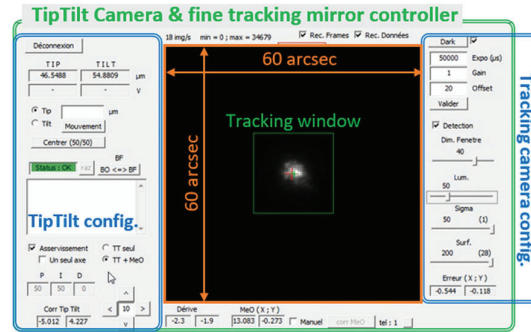 TipTilt Camera & fine tracking mirror controller
Déconnexion
18 img/s min = 0 ; max = 34679
Rec. Frames
Rec. Données
Dark
TIP TILT
46.5488 54.8809 µm
- - V
60 arcsec
60 arcsec
50000 Expo (µs)
1 Gain
20 Offset
Valider
Tip
Tilt
µm
Mouvement
Centrer (50/50)
Tracking window
Detection
Dim. Fenetre
40
Status : OK
BF
BO <=> BF
Lum.
50
Sigma
50 (1)
TipTilt config.
Surf.
200 (28)
Tracking camera config.
Asservissement
TT seul
Un seul axe
TT + MeO
P I D
50 50 0
Erreur (X ; Y)
-0.544 -0.118
Corr Tip Tilt
-5.012 4.227
< 10 >
v
Dérive
-2.3 -1.9
MeO (X ; Y)
13.083 -0.273
Manuel
corr MeO
tel : 1